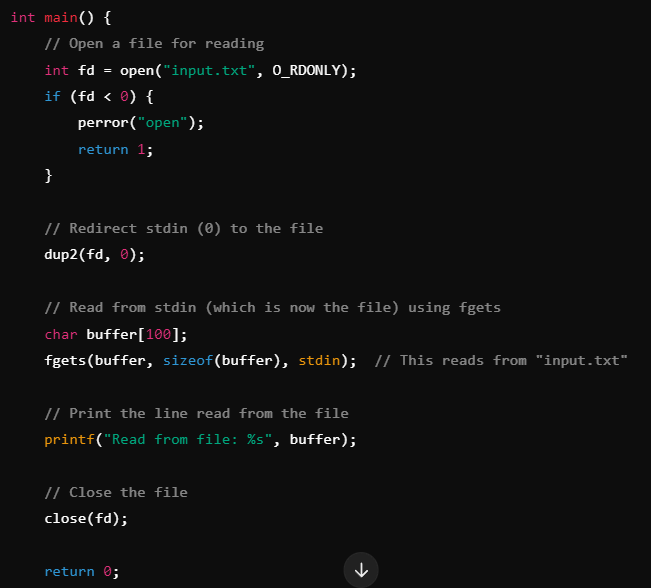 int main() {
    // Open a file for reading
    int fd = open("input.txt", O_RDONLY);
    if (fd < 0) {
        perror("open");
        return 1;
    }
    // Redirect stdin (0) to the file
    dup2(fd, 0);
    // Read from stdin (which is now the file) using fgets
    char buffer[100];
    fgets(buffer, sizeof(buffer), stdin);  // This reads from "input.txt"
    // Print the line read from the file
    printf("Read from file: %s", buffer);
    // Close the file
    close(fd);
    return 0;